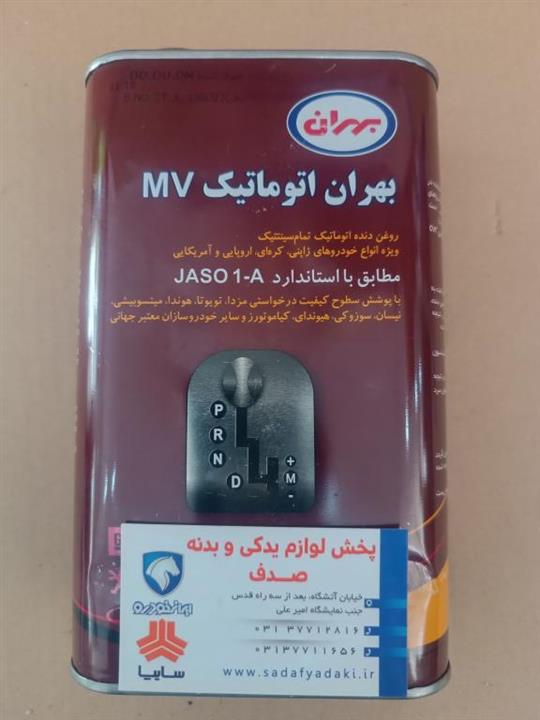 بهران
بهران اتوماتیک MV
روغن دنده اتوماتیک تمام‌سینتتیک
ویژه انواع خودروهای ژاپنی، کره‌ای، اروپایی و آمریکایی
مطابق با استاندارد JASO 1-A
با پوشش سطوح کیفیت درخواستی مزدا، تویوتا، هوندا، میتسوبیشی،
نیسان، سوزوکی، هیوندای، کیاموتورز و سایر خودروسازان معتبر جهانی
P
R
N
D
+
M
-
پخش لوازم یدکی و بدنه
صدف
خیابان آتشگاه، بعد از سه راه قدس
جنب نمایشگاه امیر علی
۰۳۱ ۳۷۷۱۲۸۱۶
۰۳۱۳۷۷۱۱۶۵۶
www.sadafyadaki.ir
ایران‌خودرو
سایپا